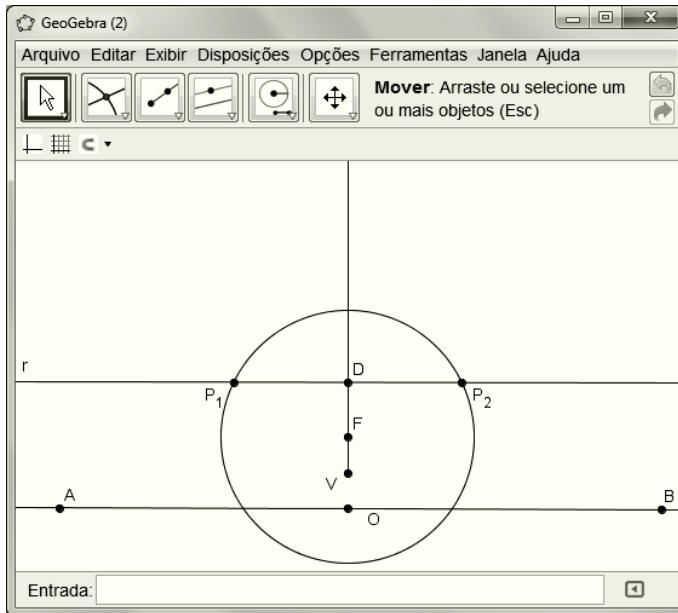 GeoGebra (2)
Arquivo Editar Exibir Disposições Opções Ferramentas Janela Ajuda
Mover: Arraste ou selecione um
ou mais objetos (Esc)
r
D
P1
P2
F
V
A
B
O
Entrada: